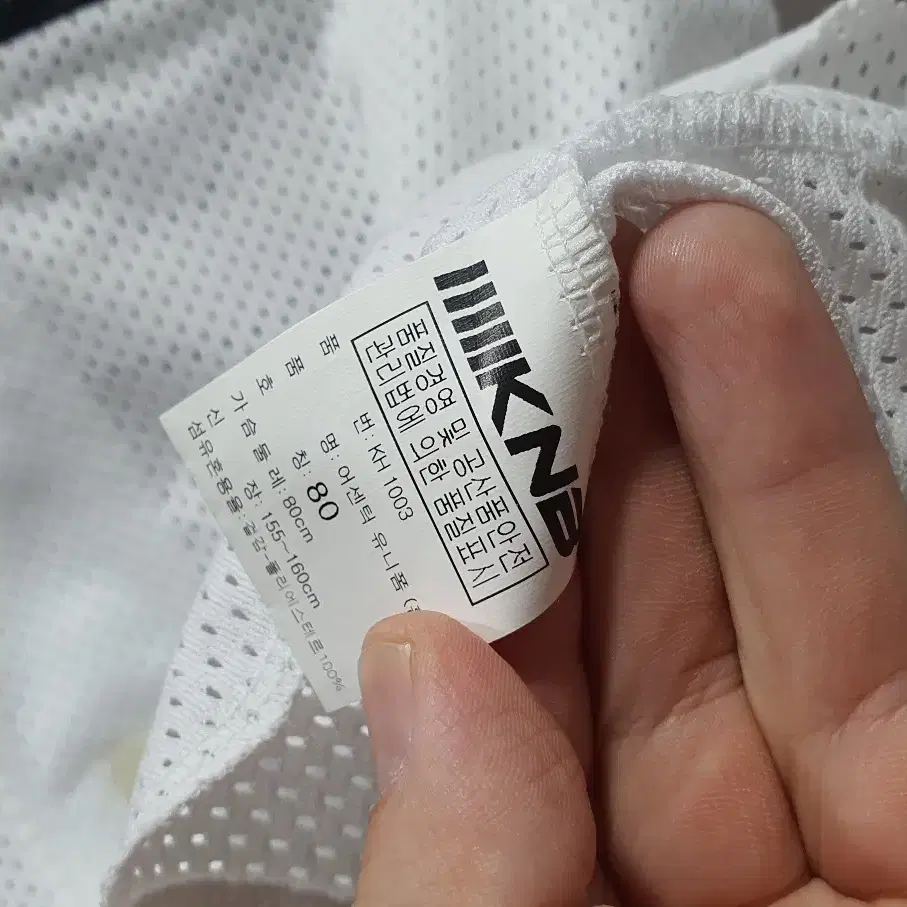 KNB
품질경영 및 공산품안전
관리법에 의한 품질표시
품 번: KH 1003
품 명: 어센틱 유니폼
호 칭: 80
가슴둘레: 80cm
신 장: 155~160cm
섬유혼용율: 겉감-폴리에스테르100%